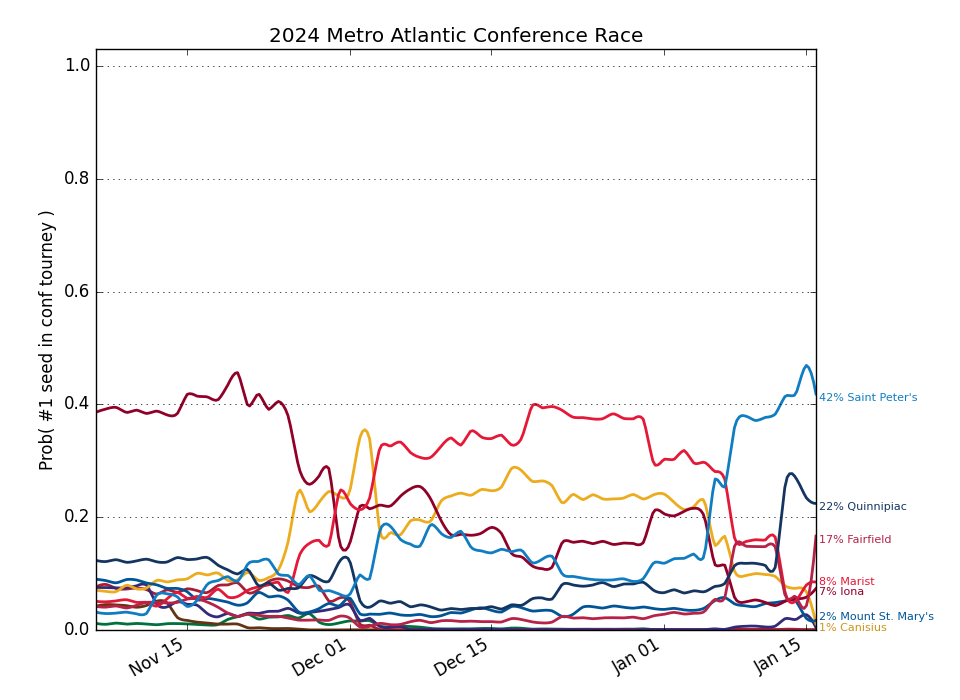 2024 Metro Atlantic Conference Race
Prob( #1 seed in conf tourney )
1.0
0.8
0.6
0.4
0.2
0.0
Nov 15
Dec 01
Dec 15
Jan 01
Jan 15
42% Saint Peter's
22% Quinnipiac
17% Fairfield
8% Marist
7% Iona
2% Mount St. Mary's
1% Canisius